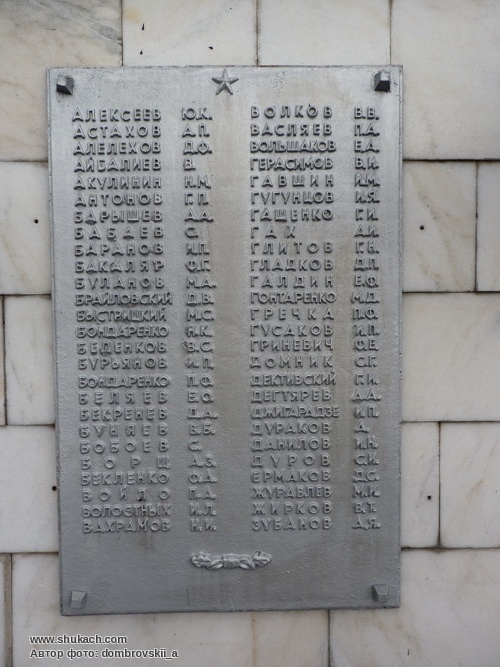 АЛЕКСЕЕВ Ю.К.
АСТАХОВ А.П.
АЛЕЛЕХОВ Д.Ф.
АЙБАЛИЕВ В.
АКУЛИНИН Н.М.
АНТОНОВ Г.П.
БАРЫШЕВ А.А.
БАБАЕВ С.
БАРАНОВ И.П.
БАКАЛЯР Ф.Г.
БУЛАНОВ М.А.
БРАЙЛОВСКИЙ Д.В.
БЫСТРИЦКИЙ М.С.
БОНДАРЕНКО Н.К.
БЕДЕНКОВ В.С.
БУРЬЯНОВ И.П.
БОНДАРЕНКО П.Ф.
БЕЛЯЕВ Е.Ф.
БЕКРЕНЕВ Д.А.
БУНЯЕВ В.Б.
БОБОЕВ С.
БОРЩ А.З.
БЕКЛЕНКО Ф.А.
ВОЙЛО П.А.
ВОЛОСТНЫХ И.Л.
ВАХРАМОВ Н.И.
ВОЛКОВ В.В.
ВАСЛЯЕВ П.А.
ВОЛЬШАКОВ Е.А.
ГЕРАСИМОВ В.И.
ГАВШИН И.М.
ГУГУНЦОВ И.Я.
ГАЩЕНКО Г.И.
ГАХ Д.И.
ГЛИТОВ Г.Н.
ГЛАДКОВ Д.П.
ГАЛДИН Е.Ф.
ГОНТАРЕНКО М.Д.
ГРЕЧКА П.Ф.
ГУСАКОВ И.П.
ГРИНЕВИЧ Ф.Е.
ДОМНИК С.Г.
ДЕКТИВСКИЙ Г.И.
ДЕГТЯРЕВ А.А.
ДЖИГАРАДЗЕ И.П.
ДУРАКОВ А.
ДАНИЛОВ И.Н.
ДУРОВ С.И.
ЕРМАКОВ Д.С.
ЖУРАВЛЕВ М.И.
ЖИРКОВ В.Т.
ЗУБАНОВ А.Я.
www.shukach.com
Автор фото: dombrovskii_a